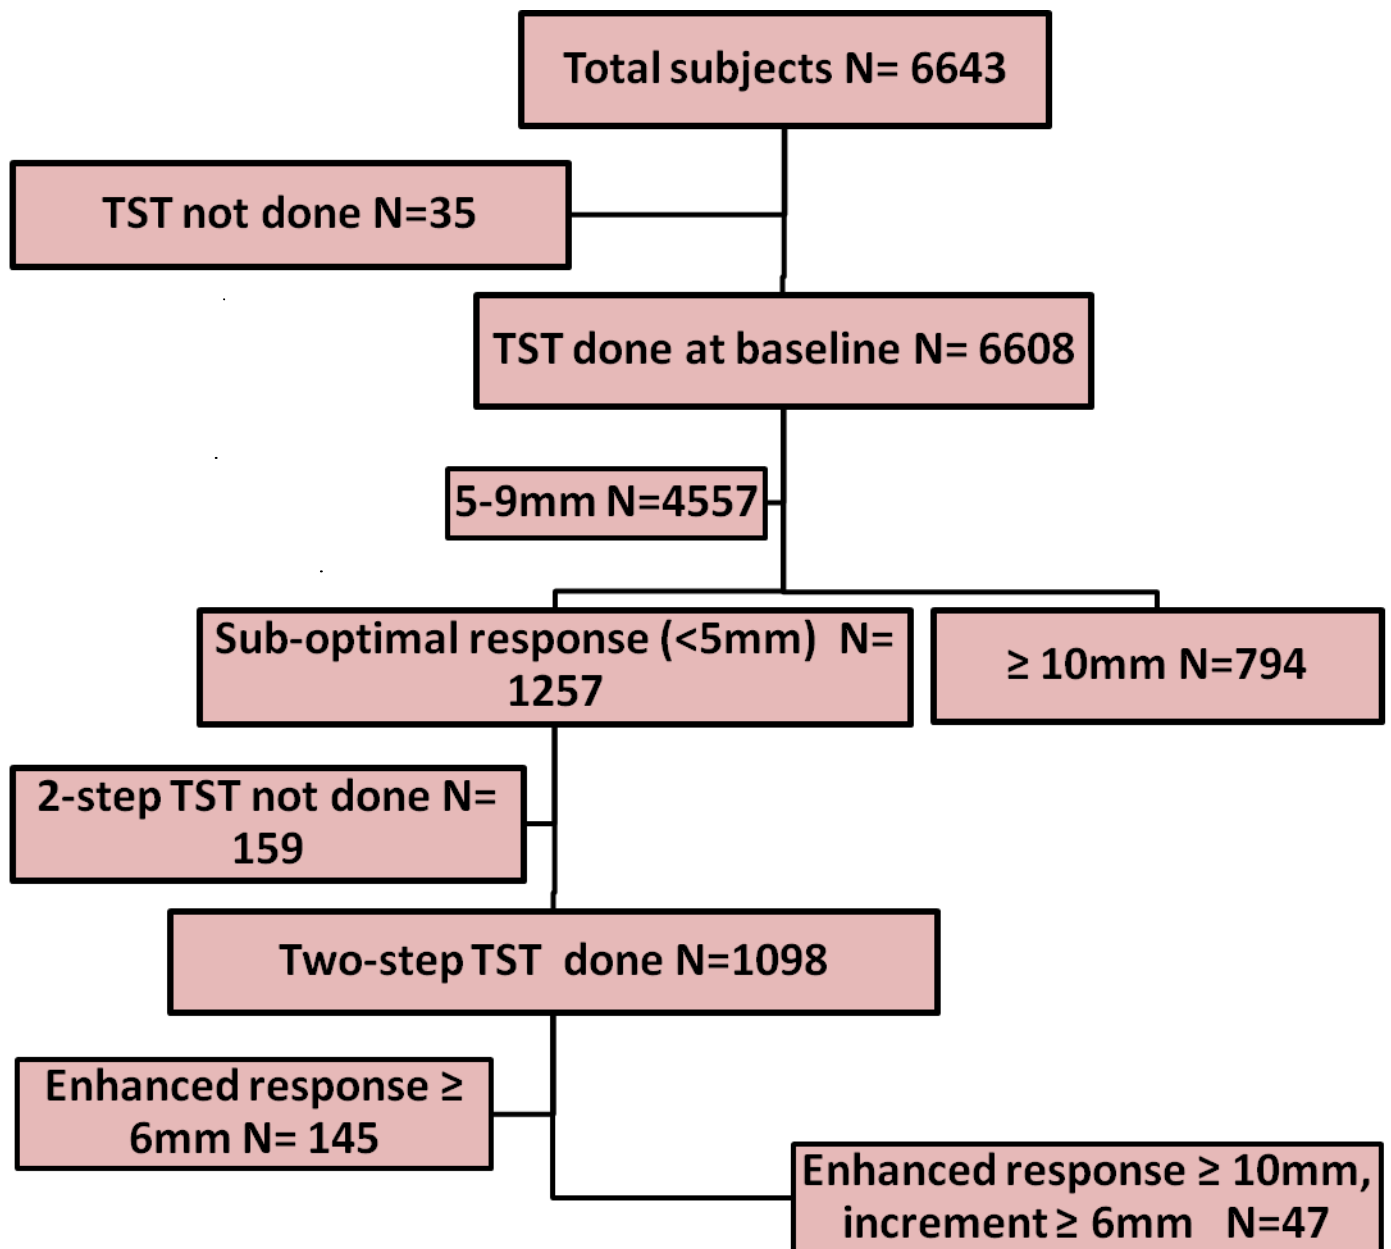 Total subjects N= 6643
TST not done N=35
TST done at baseline N= 6608
5-9mm N=4557
Sub-optimal response (<5mm)  N=
1257
≥ 10mm N=794
2-step TST not done N=
159
Two-step TST  done N=1098
Enhanced response ≥
6mm N= 145
Enhanced response ≥ 10mm,
increment ≥ 6mm   N=47